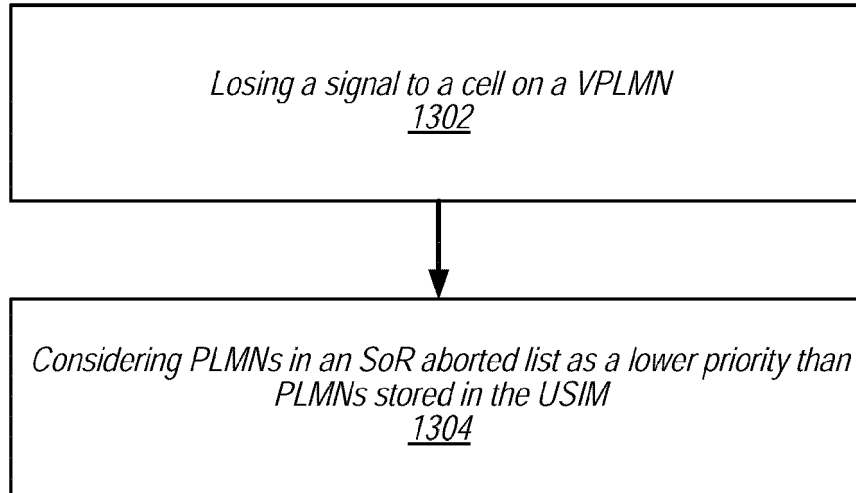 Losing a signal to a cell on a VPLMN
1302
Considering PLMNs in an SoR aborted list as a lower priority than
PLMNs stored in the USIM
1304